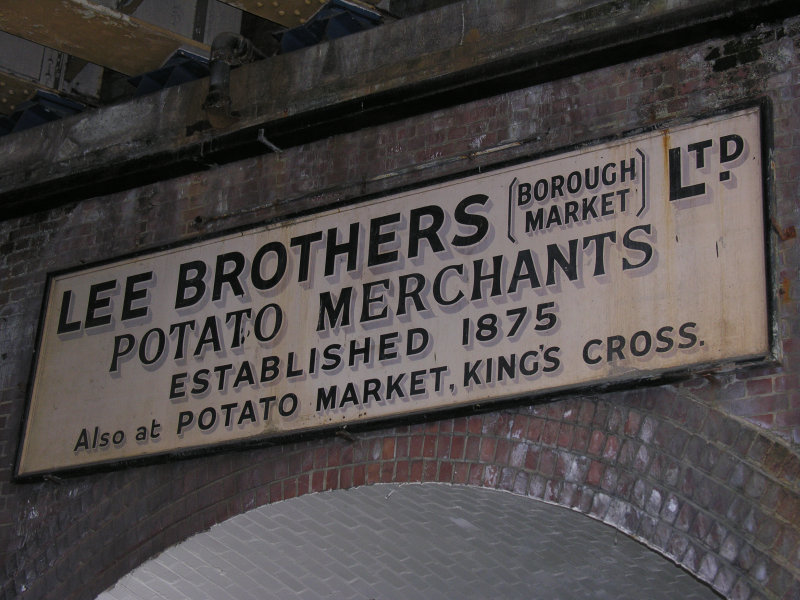 LEE BROTHERS (BOROUGH MARKET) LTD.
POTATO MERCHANTS
ESTABLISHED 1875
Also at POTATO MARKET, KING'S CROSS.